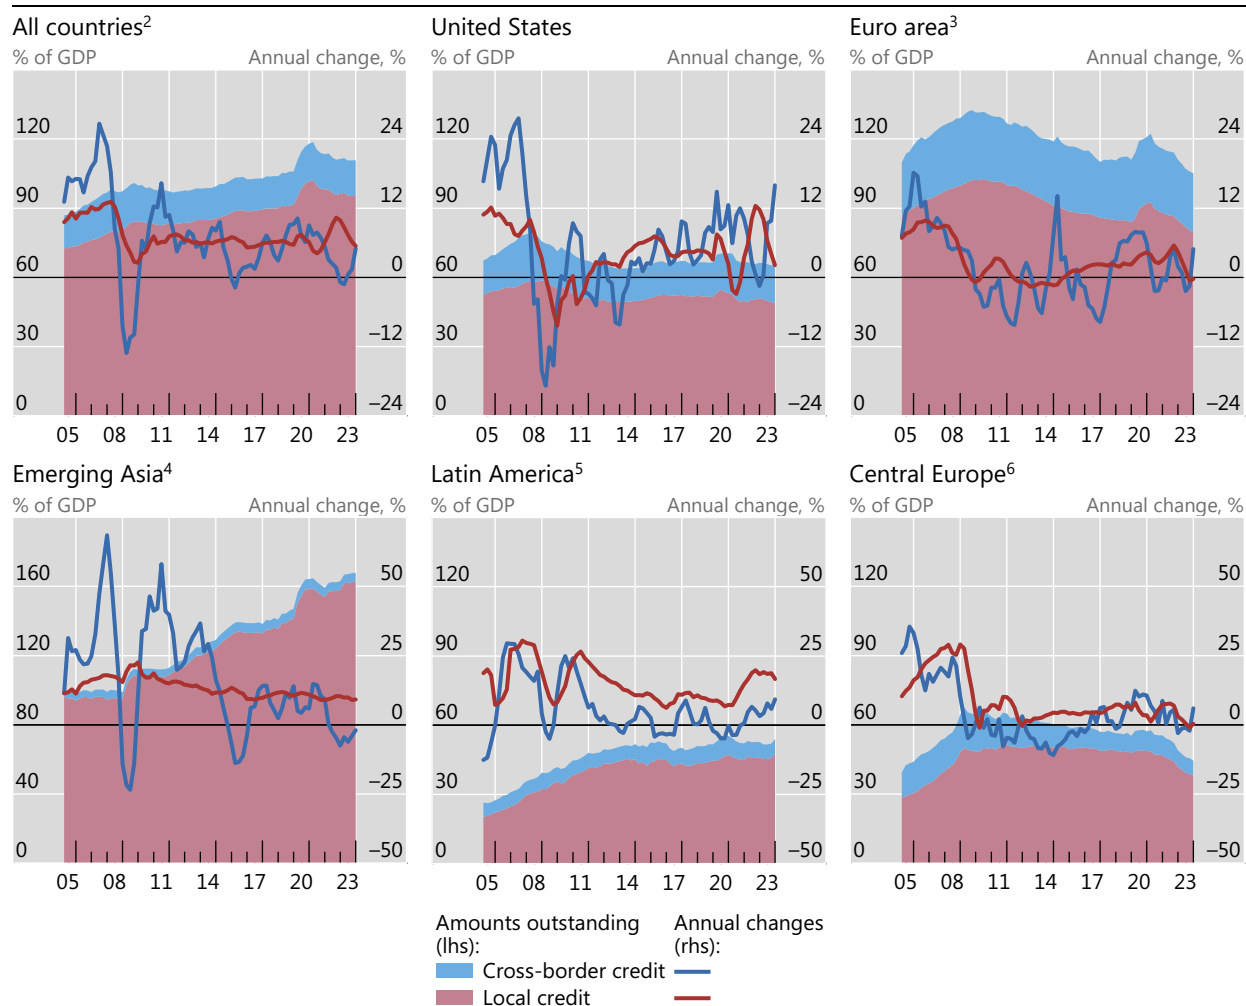 All countries2
% of GDP Annual change, %
120 24
90 12
60 0
30 –12
0 –24
05 08 11 14 17 20 23
United States
% of GDP Annual change, %
120 24
90 12
60 0
30 –12
0 –24
05 08 11 14 17 20 23
Euro area3
% of GDP Annual change, %
120 24
90 12
60 0
30 –12
0 –24
05 08 11 14 17 20 23
Emerging Asia4
% of GDP Annual change, %
160 50
120 25
80 0
40 –25
0 –50
05 08 11 14 17 20 23
Latin America5
% of GDP Annual change, %
120 50
90 25
60 0
30 –25
0 –50
05 08 11 14 17 20 23
Central Europe6
% of GDP Annual change, %
120 50
90 25
60 0
30 –25
0 –50
05 08 11 14 17 20 23
Amounts outstanding Annual changes
(lhs): (rhs):
Cross-border credit
Local credit